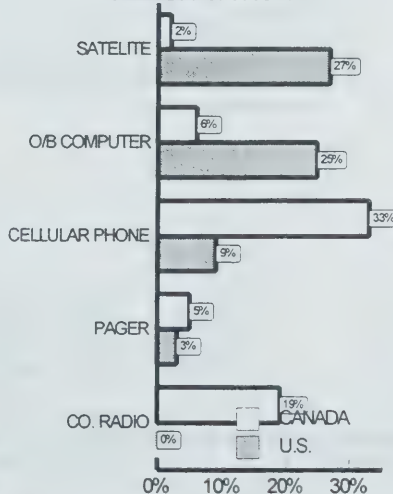 2%
SATELITE
27%
6%
O/B COMPUTER
25%
33%
CELLULAR PHONE
9%
5%
PAGER
3%
19%
CO. RADIO
0%
CANADA
U.S.
0% 10% 20% 30%